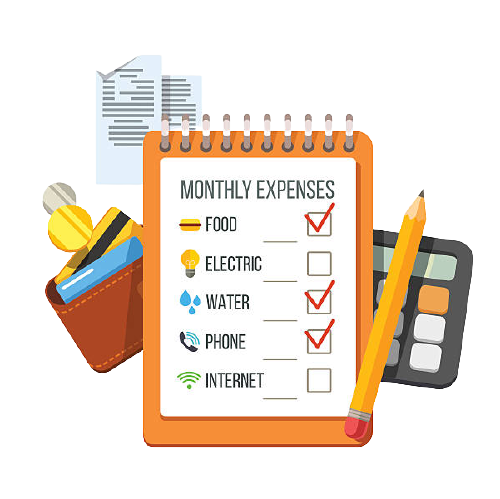 MONTHLY EXPENSES
FOOD
ELECTRIC
WATER
PHONE
INTERNET